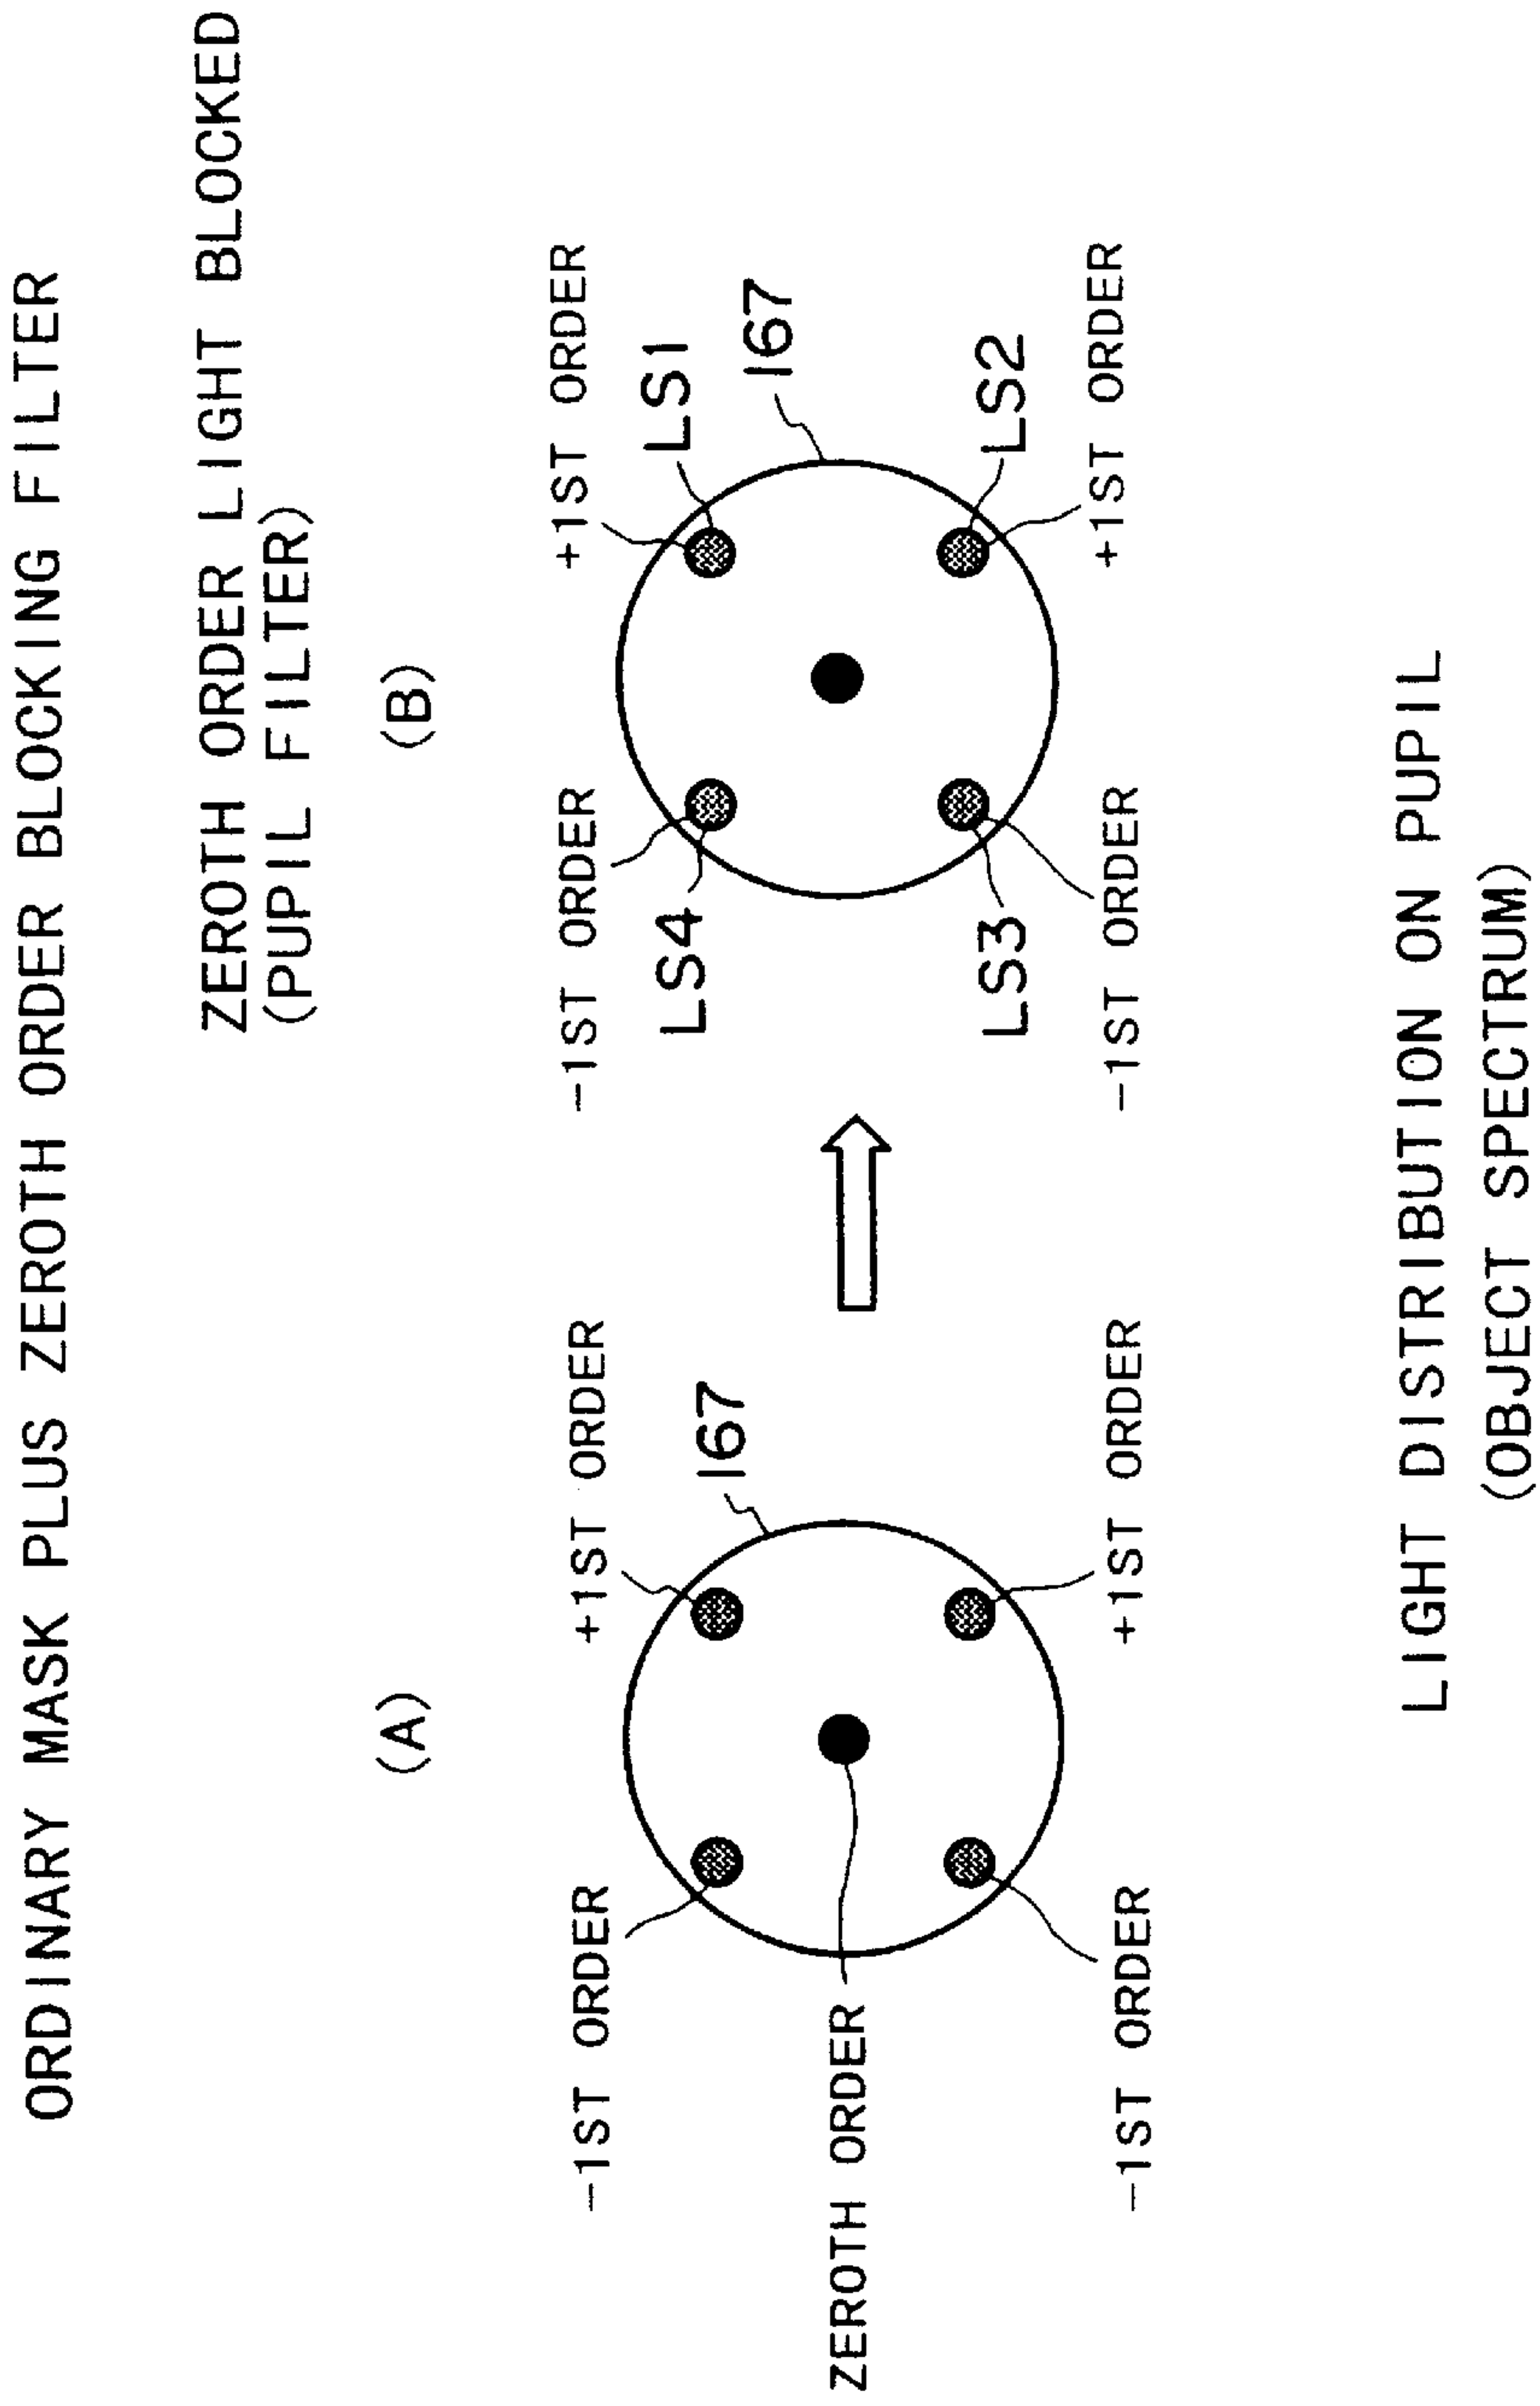 ORDINARY MASK PLUS ZEROTH ORDER BLOCKING FILTER
ZEROTH ORDER LIGHT BLOCKED
(PUPIL FILTER)
(A)
-1ST ORDER
+1ST ORDER
167
ZEROTH ORDER
-1ST ORDER
+1ST ORDER
(B)
-1ST ORDER
+1ST ORDER
LS4
LS1
167
LS3
LS2
-1ST ORDER
+1ST ORDER
LIGHT DISTRIBUTION ON PUPIL
(OBJECT SPECTRUM)